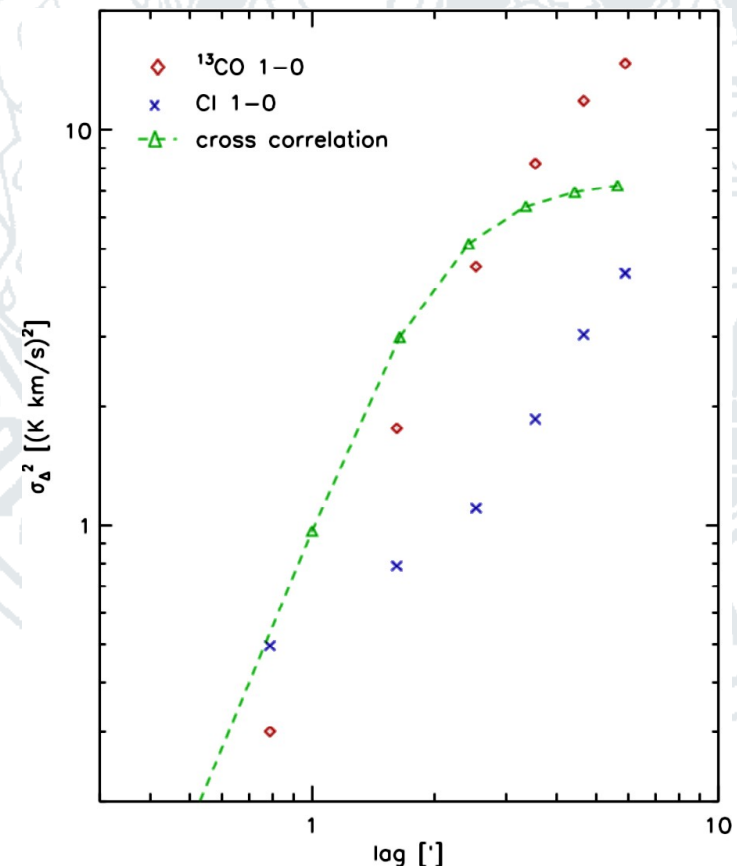 ¹³CO 1-0
CI 1-0
cross correlation
10
1
σ_Δ² [(K km/s)²]
1
10
lag [']